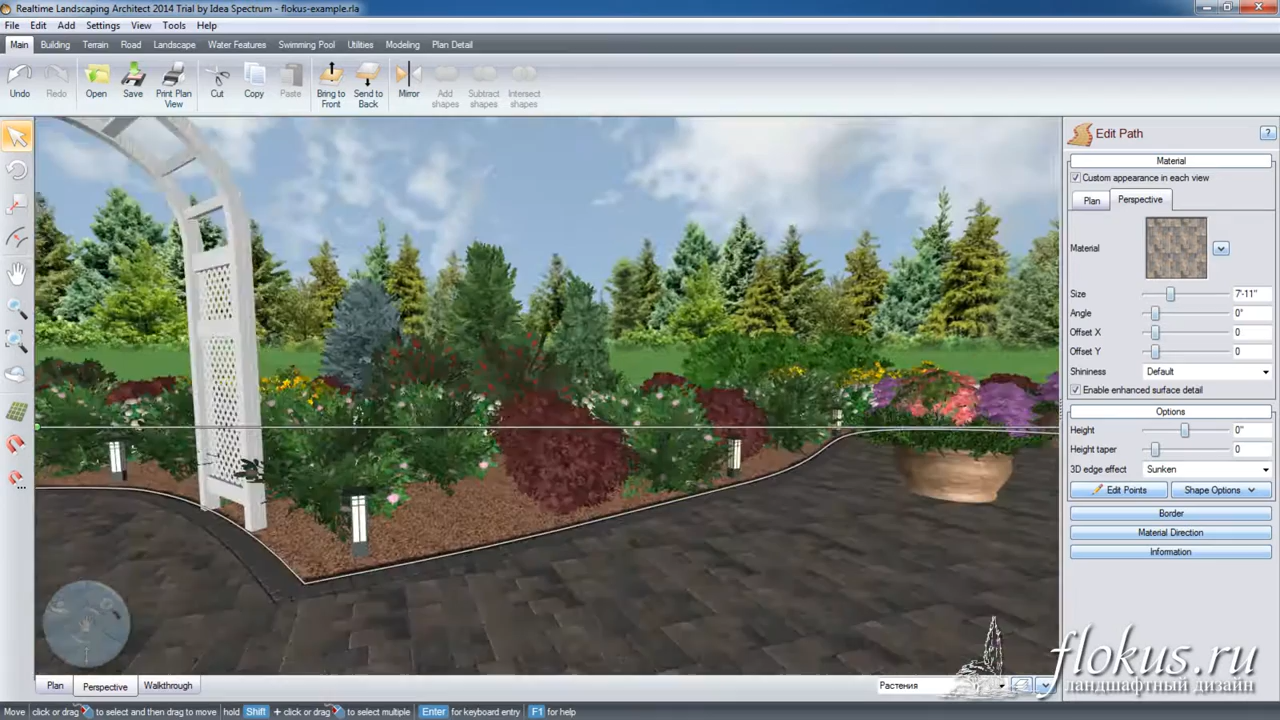 Realtime Landscaping Architect 2014 Trial by Idea Spectrum - flokus-example.rla
File Edit Add Settings View Tools Help
Main Building Terrain Road Landscape Water Features Swimming Pool Utilities Modeling Plan Detail
Undo Redo Open Save Print Plan View Cut Copy Paste Bring to Front Send to Back Mirror Add shapes Subtract shapes Intersect shapes
Edit Path ?
Material
Custom appearance in each view
Plan Perspective
Material
Size 7'-11"
Angle 0°
Offset X 0
Offset Y 0
Shininess Default
Enable enhanced surface detail
Options
Height 0"
Height taper 0
3D edge effect Sunken
Edit Points Shape Options
Border
Material Direction
Information
flokus.ru
ландшафтный дизайн
Plan Perspective Walkthrough Растения
Move click or drag to select and then drag to move hold Shift + click or drag to select multiple Enter for keyboard entry F1 for help